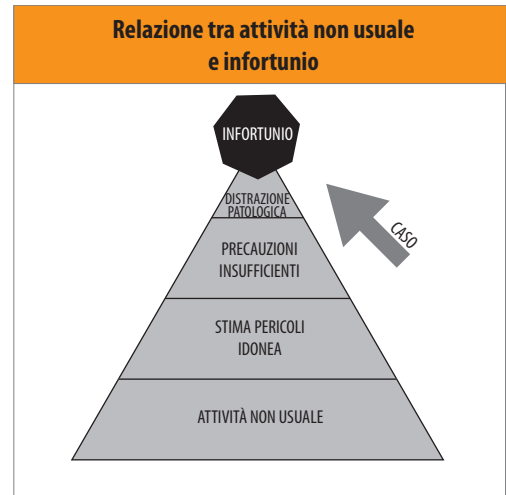 Relazione tra attività non usuale
e infortunio
INFORTUNIO
DISTRAZIONE
PATOLOGICA
CASO
PRECAUZIONI
INSUFFICIENTI
STIMA PERICOLI
IDONEA
ATTIVITÀ NON USUALE